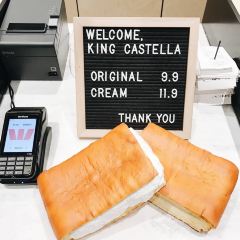 WELCOME,
KING CASTELLA
ORIGINAL 9.9
CREAM 11.9
THANK YOU